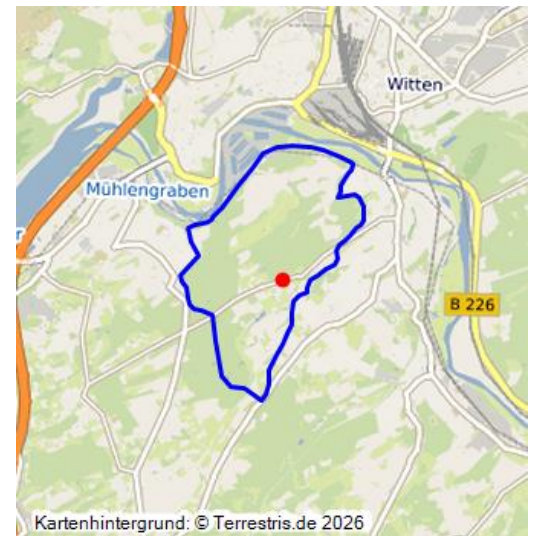 Witten
Mühlengraben
r
B 226
Kartenhintergrund: © Terrestris.de 2026